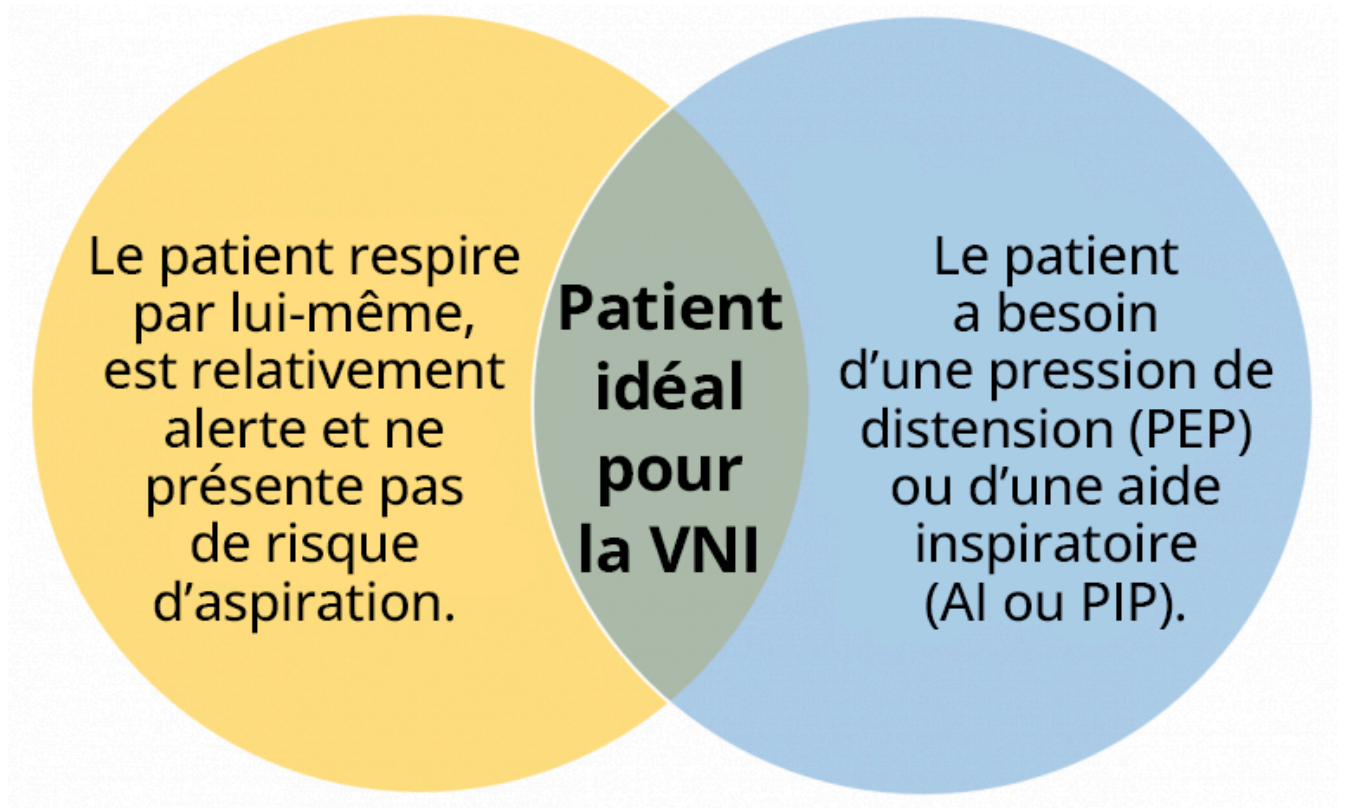 Le patient respire
par lui-même,
est relativement
alerte et ne
présente pas
de risque
d’aspiration.
Patient
idéal
pour
la VNI
Le patient
a besoin
d’une pression de
distension (PEP)
ou d’une aide
inspiratoire
(AI ou PIP).